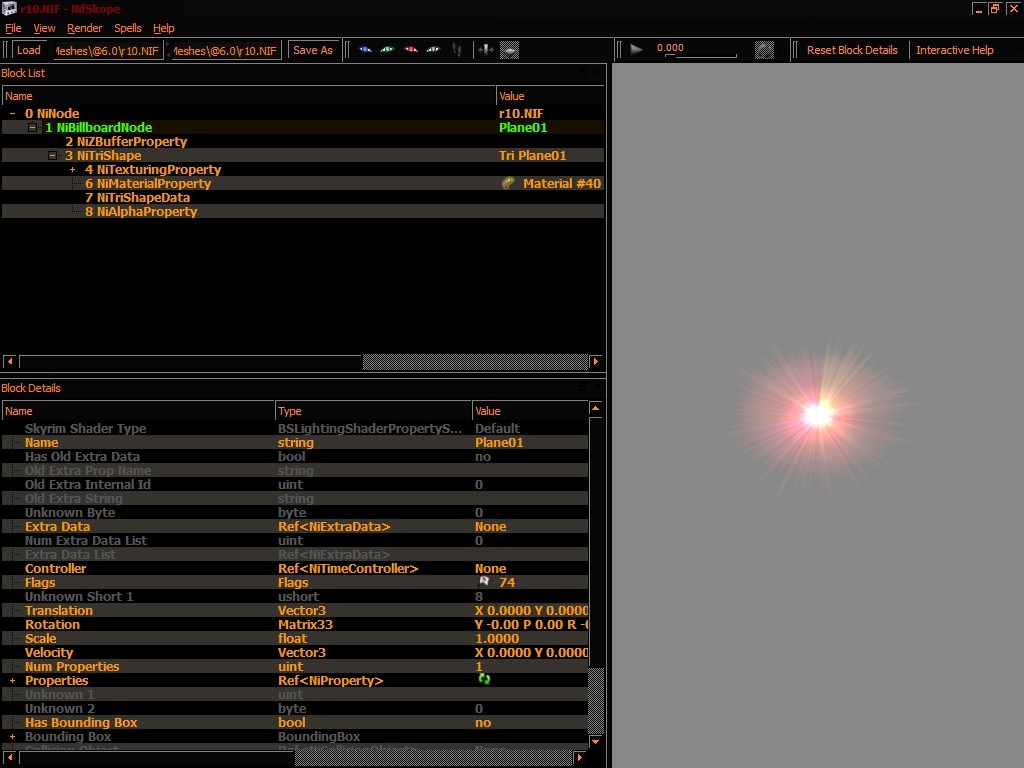 r10.NIF - NifSkope
File View Render Spells Help
Load Meshes\@6.0\r10.NIF Meshes\@6.0\r10.NIF Save As 0.000 Reset Block Details Interactive Help
Block List
Name Value
0 NiNode r10.NIF
1 NiBillboardNode Plane01
2 NiZBufferProperty
3 NiTriShape Tri Plane01
4 NiTexturingProperty
6 NiMaterialProperty Material #40
7 NiTriShapeData
8 NiAlphaProperty
Block Details
Name Type Value
Skyrim Shader Type BSLightingShaderPropertyS... Default
Name string Plane01
Has Old Extra Data bool no
Old Extra Prop Name string
Old Extra Internal Id uint 0
Old Extra String string
Unknown Byte byte 0
Extra Data Ref<NiExtraData> None
Num Extra Data List uint 0
Extra Data List Ref<NiExtraData>
Controller Ref<NiTimeController> None
Flags Flags 74
Unknown Short 1 ushort 8
Translation Vector3 X 0.0000 Y 0.0000
Rotation Matrix33 Y -0.00 P 0.00 R -
Scale float 1.0000
Velocity Vector3 X 0.0000 Y 0.0000
Num Properties uint 1
Properties Ref<NiProperty>
Unknown 1 uint
Unknown 2 byte 0
Has Bounding Box bool no
Bounding Box BoundingBox
Collision Object Ref<NiCollisionObject> None